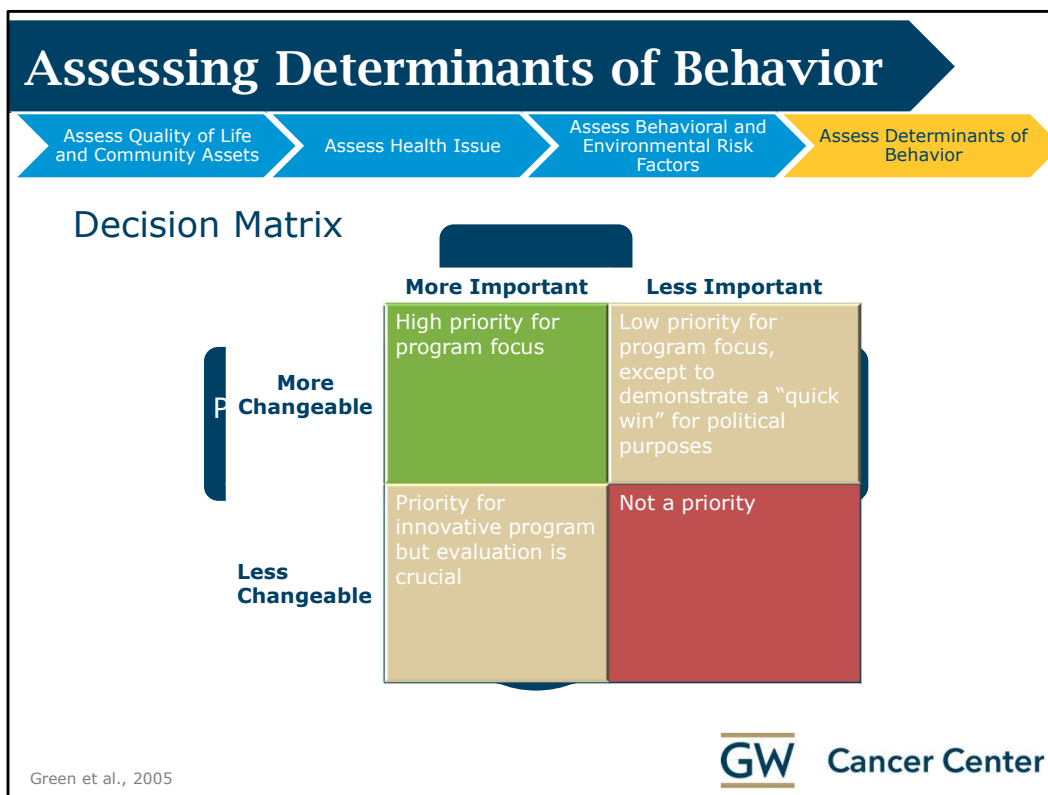 Assessing Determinants of Behavior
Assess Quality of Life
and Community Assets
Assess Health Issue
Assess Behavioral and
Environmental Risk
Factors
Assess Determinants of
Behavior
Decision Matrix
More Important
Less Important
More
Changeable
High priority for
program focus
Low priority for
program focus,
except to
demonstrate a “quick
win” for political
purposes
P
Less
Changeable
Priority for
innovative program
but evaluation is
crucial
Not a priority
Green et al., 2005
GW Cancer Center